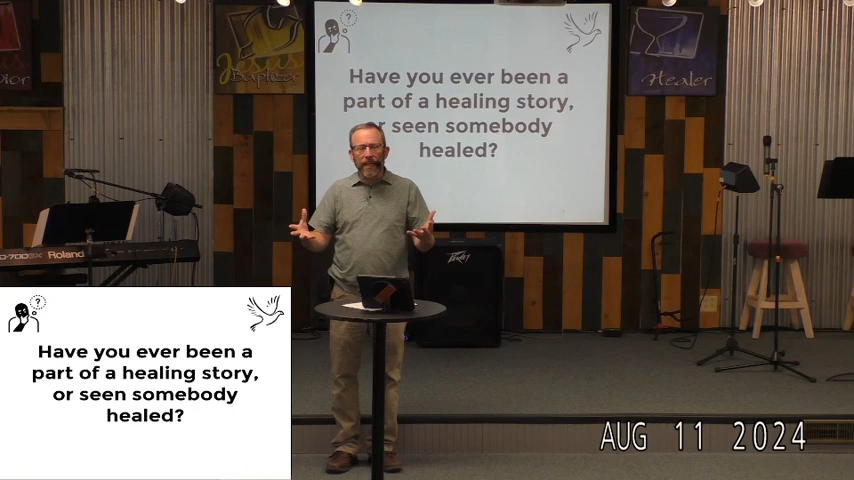 Jesus
Baptizer
Healer
?
Have you ever been a
part of a healing story,
or seen somebody
healed?
Roland
PEAVEY
?
Have you ever been a
part of a healing story,
or seen somebody
healed?
AUG 11 2024